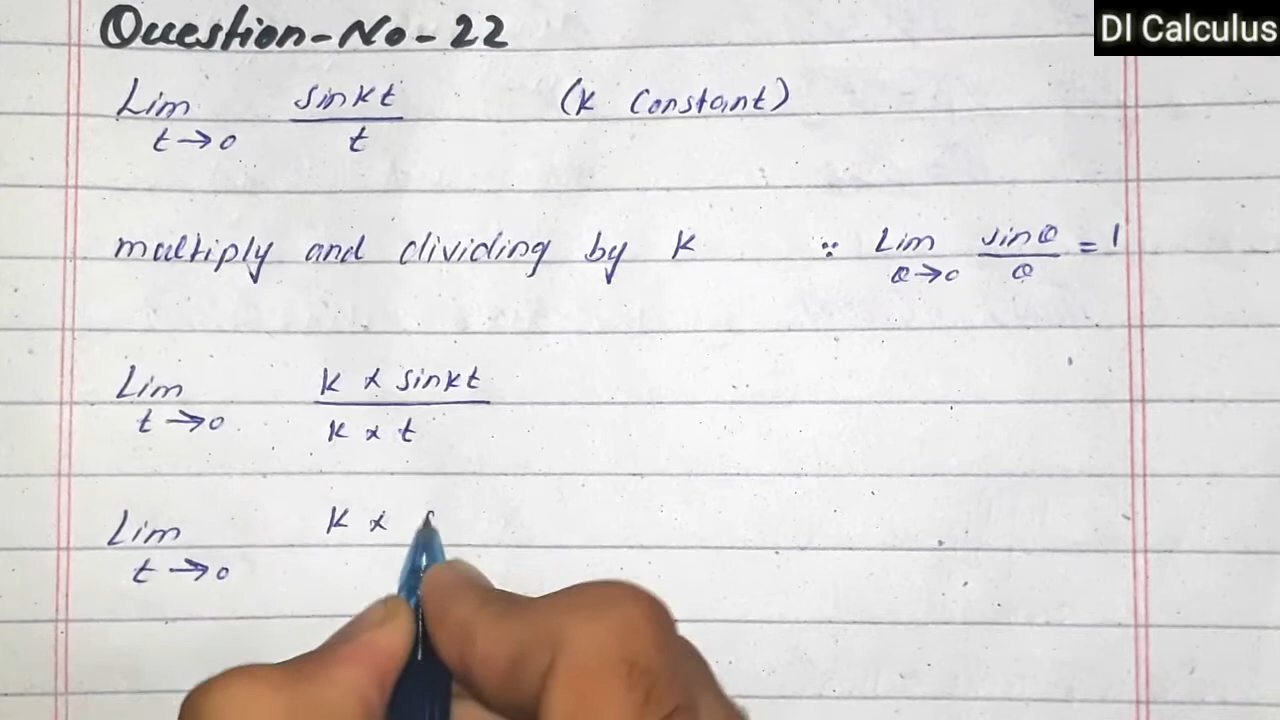 Question-No-22
DI Calculus
Lim sinkt (K Constant)
t→0 t
multiply and dividing by K ∵ Lim sinθ = 1
θ→0 θ
Lim K × sinkt
t→0 K × t
Lim K ×
t→0